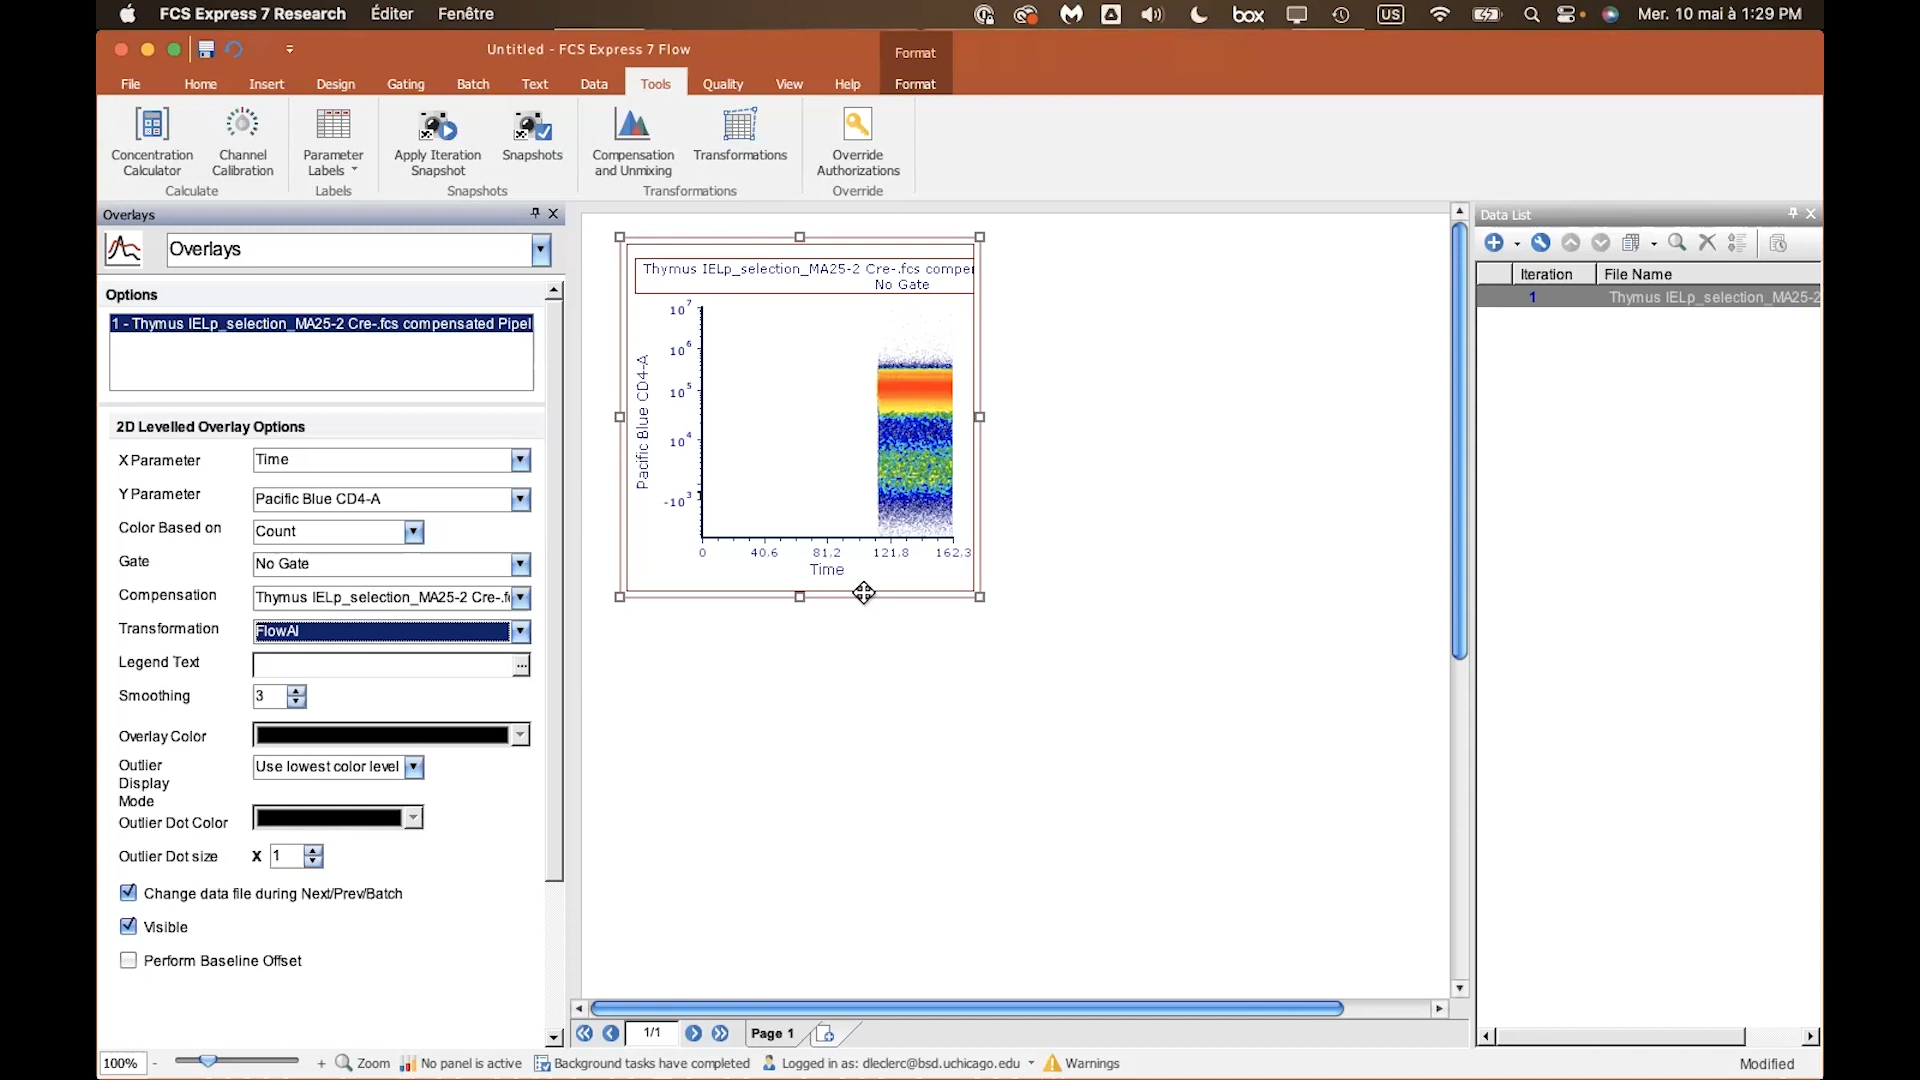 FCS Express 7 Research Éditer Fenêtre box US Mer. 10 mai à 1:29 PM
Untitled - FCS Express 7 Flow
Format
File Home Insert Design Gating Batch Text Data Tools Quality View Help Format
Concentration Calculator
Channel Calibration
Parameter Labels
Apply Iteration Snapshot
Snapshots
Compensation and Unmixing
Transformations
Override Authorizations
Calculate Labels Snapshots Transformations Override
Overlays
Overlays
Options
1 - Thymus IELp_selection_MA25-2 Cre-.fcs compensated Pipel
2D Levelled Overlay Options
X Parameter Time
Y Parameter Pacific Blue CD4-A
Color Based on Count
Gate No Gate
Compensation Thymus IELp_selection_MA25-2 Cre-.f
Transformation FlowAI
Legend Text ...
Smoothing 3
Overlay Color
Outlier Display Mode Use lowest color level
Outlier Dot Color
Outlier Dot size X 1
Change data file during Next/Prev/Batch
Visible
Perform Baseline Offset
Thymus IELp_selection_MA25-2 Cre-.fcs comper
No Gate
10^7
10^6
10^5
10^4
-10^3
Pacific Blue CD4-A
0 40,6 81,2 121,8 162,3
Time
Data List
Iteration File Name
1 Thymus IELp_selection_MA25-2
1/1 Page 1
100% - + Zoom No panel is active Background tasks have completed Logged in as: dleclerc@bsd.uchicago.edu Warnings Modified